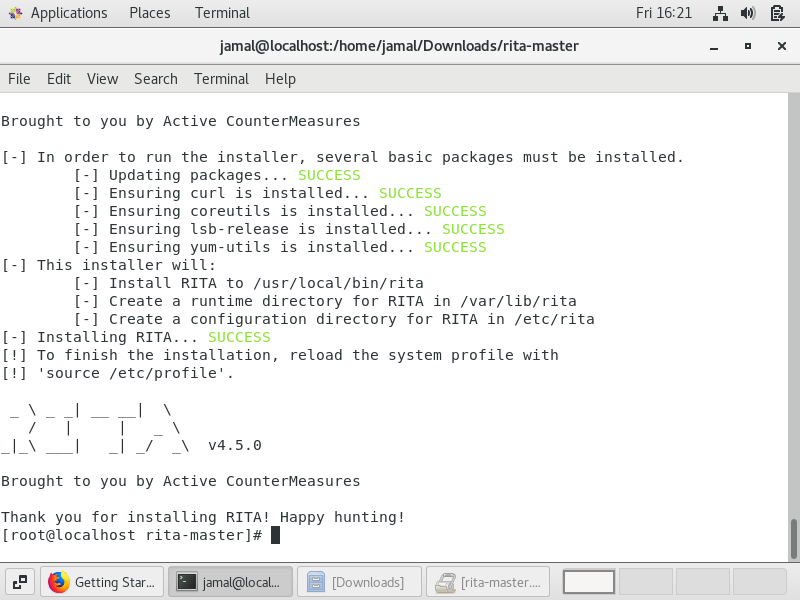 Applications Places Terminal Fri 16:21
jamal@localhost:/home/jamal/Downloads/rita-master
File Edit View Search Terminal Help
Brought to you by Active CounterMeasures
[-] In order to run the installer, several basic packages must be installed.
[-] Updating packages... SUCCESS
[-] Ensuring curl is installed... SUCCESS
[-] Ensuring coreutils is installed... SUCCESS
[-] Ensuring lsb-release is installed... SUCCESS
[-] Ensuring yum-utils is installed... SUCCESS
[-] This installer will:
[-] Install RITA to /usr/local/bin/rita
[-] Create a runtime directory for RITA in /var/lib/rita
[-] Create a configuration directory for RITA in /etc/rita
[-] Installing RITA... SUCCESS
[!] To finish the installation, reload the system profile with
[!] 'source /etc/profile'.
 _ \ _ _| __ __|  \
   /   |     |   _ \
_|_\ ___|   _| _/  _\  v4.5.0
Brought to you by Active CounterMeasures
Thank you for installing RITA! Happy hunting!
[root@localhost rita-master]#
Getting Star... jamal@local... [Downloads] [rita-master....